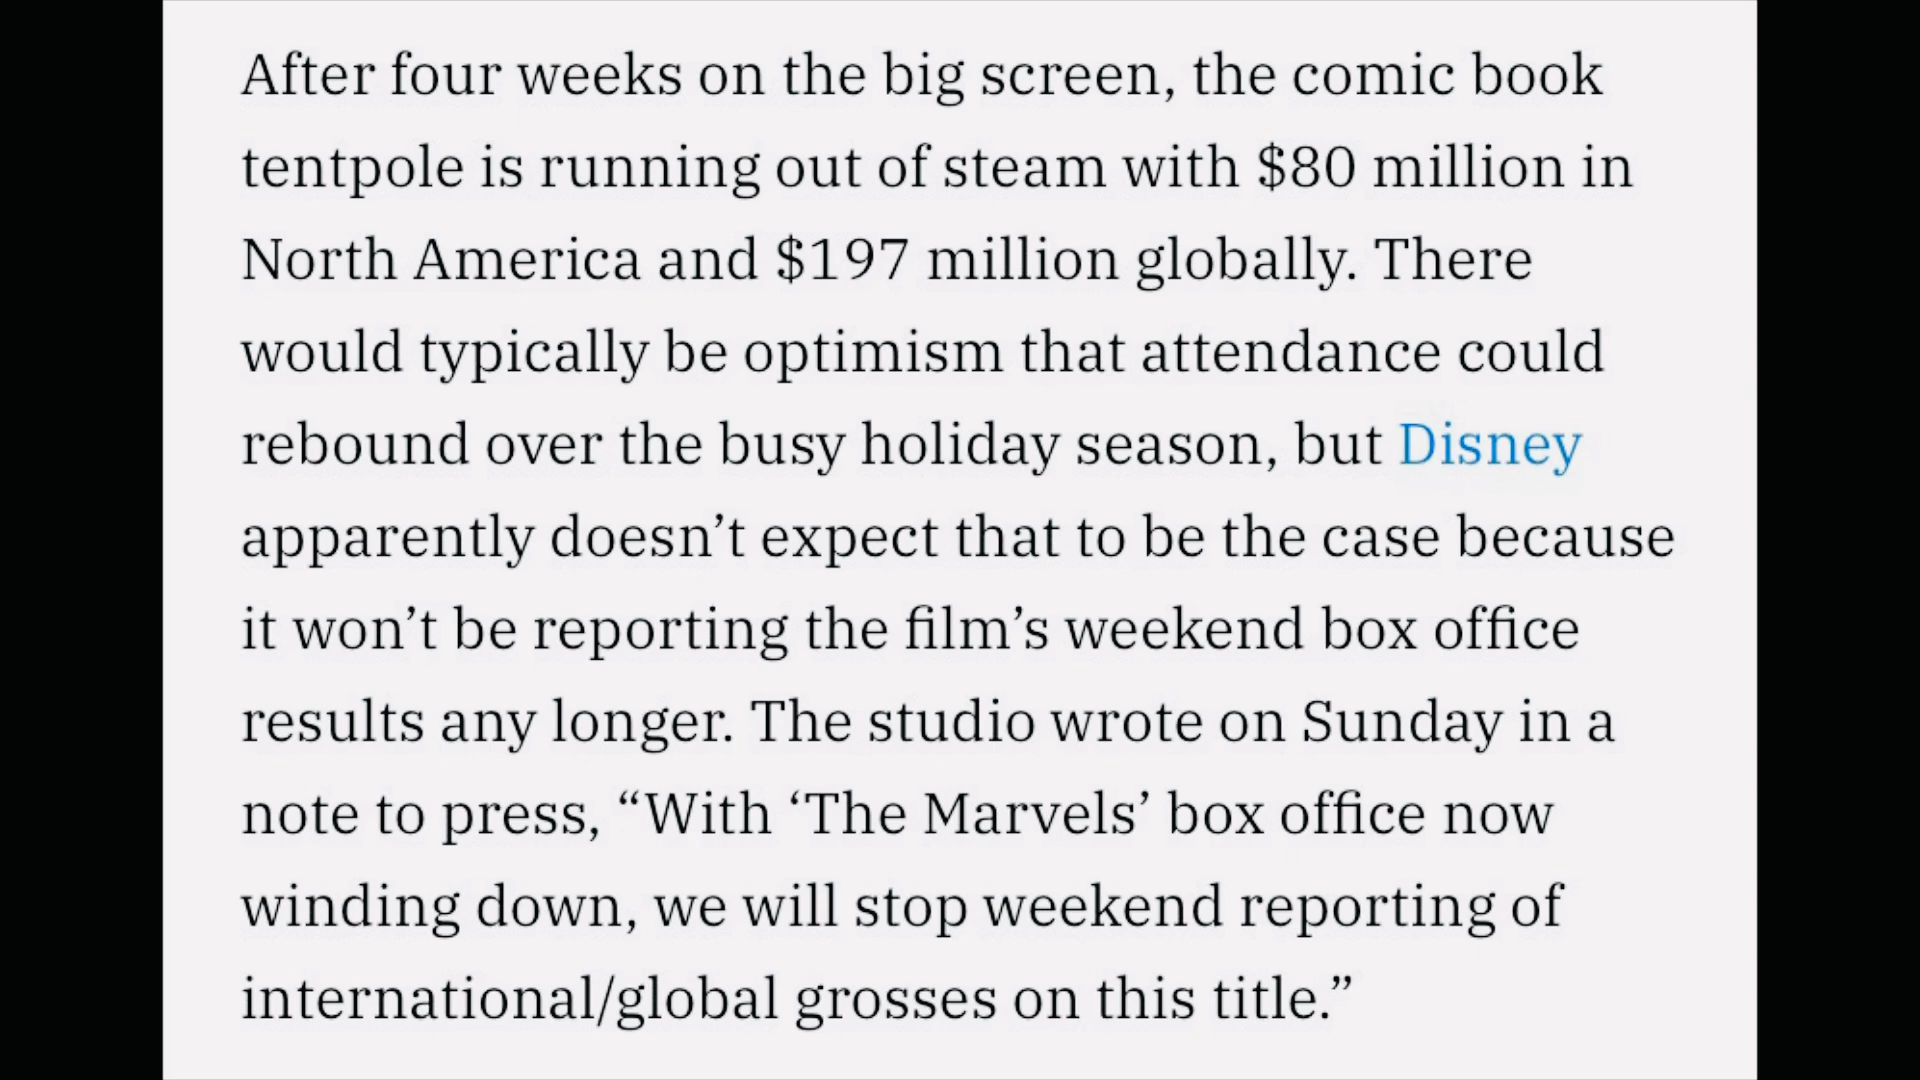 After four weeks on the big screen, the comic book
tentpole is running out of steam with $80 million in
North America and $197 million globally. There
would typically be optimism that attendance could
rebound over the busy holiday season, but Disney
apparently doesn’t expect that to be the case because
it won’t be reporting the film’s weekend box office
results any longer. The studio wrote on Sunday in a
note to press, “With ‘The Marvels’ box office now
winding down, we will stop weekend reporting of
international/global grosses on this title.”